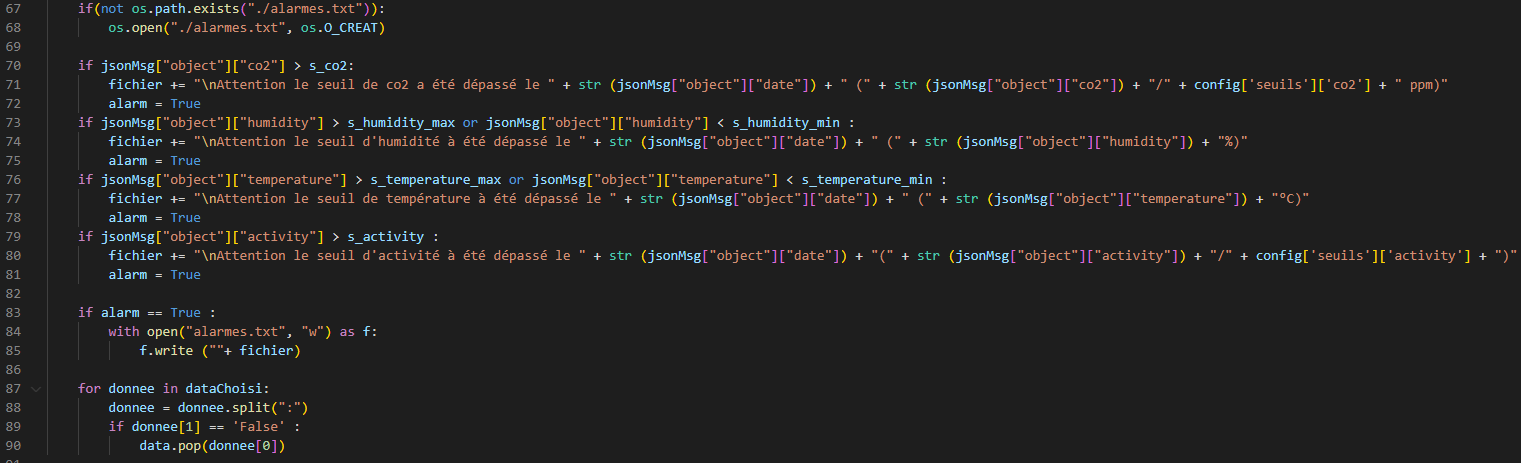 67 if(not os.path.exists("./alarmes.txt")):
68 os.open("./alarmes.txt", os.O_CREAT)
69
70 if jsonMsg["object"]["co2"] > s_co2:
71 fichier += "\nAttention le seuil de co2 a été dépassé le " + str (jsonMsg["object"]["date"]) + " (" + str (jsonMsg["object"]["co2"]) + "/" + config['seuils']['co2'] + " ppm)"
72 alarm = True
73 if jsonMsg["object"]["humidity"] > s_humidity_max or jsonMsg["object"]["humidity"] < s_humidity_min :
74 fichier += "\nAttention le seuil d'humidité à été dépassé le " + str (jsonMsg["object"]["date"]) + " (" + str (jsonMsg["object"]["humidity"]) + "%)"
75 alarm = True
76 if jsonMsg["object"]["temperature"] > s_temperature_max or jsonMsg["object"]["temperature"] < s_temperature_min :
77 fichier += "\nAttention le seuil de température à été dépassé le " + str (jsonMsg["object"]["date"]) + " (" + str (jsonMsg["object"]["temperature"]) + "°C)"
78 alarm = True
79 if jsonMsg["object"]["activity"] > s_activity :
80 fichier += "\nAttention le seuil d'activité à été dépassé le " + str (jsonMsg["object"]["date"]) + "(" + str (jsonMsg["object"]["activity"]) + "/" + config['seuils']['activity'] + ")"
81 alarm = True
82
83 if alarm == True :
84 with open("alarmes.txt", "w") as f:
85 f.write (""+ fichier)
86
87 for donnee in dataChoisi:
88 donnee = donnee.split(":")
89 if donnee[1] == 'False' :
90 data.pop(donnee[0])